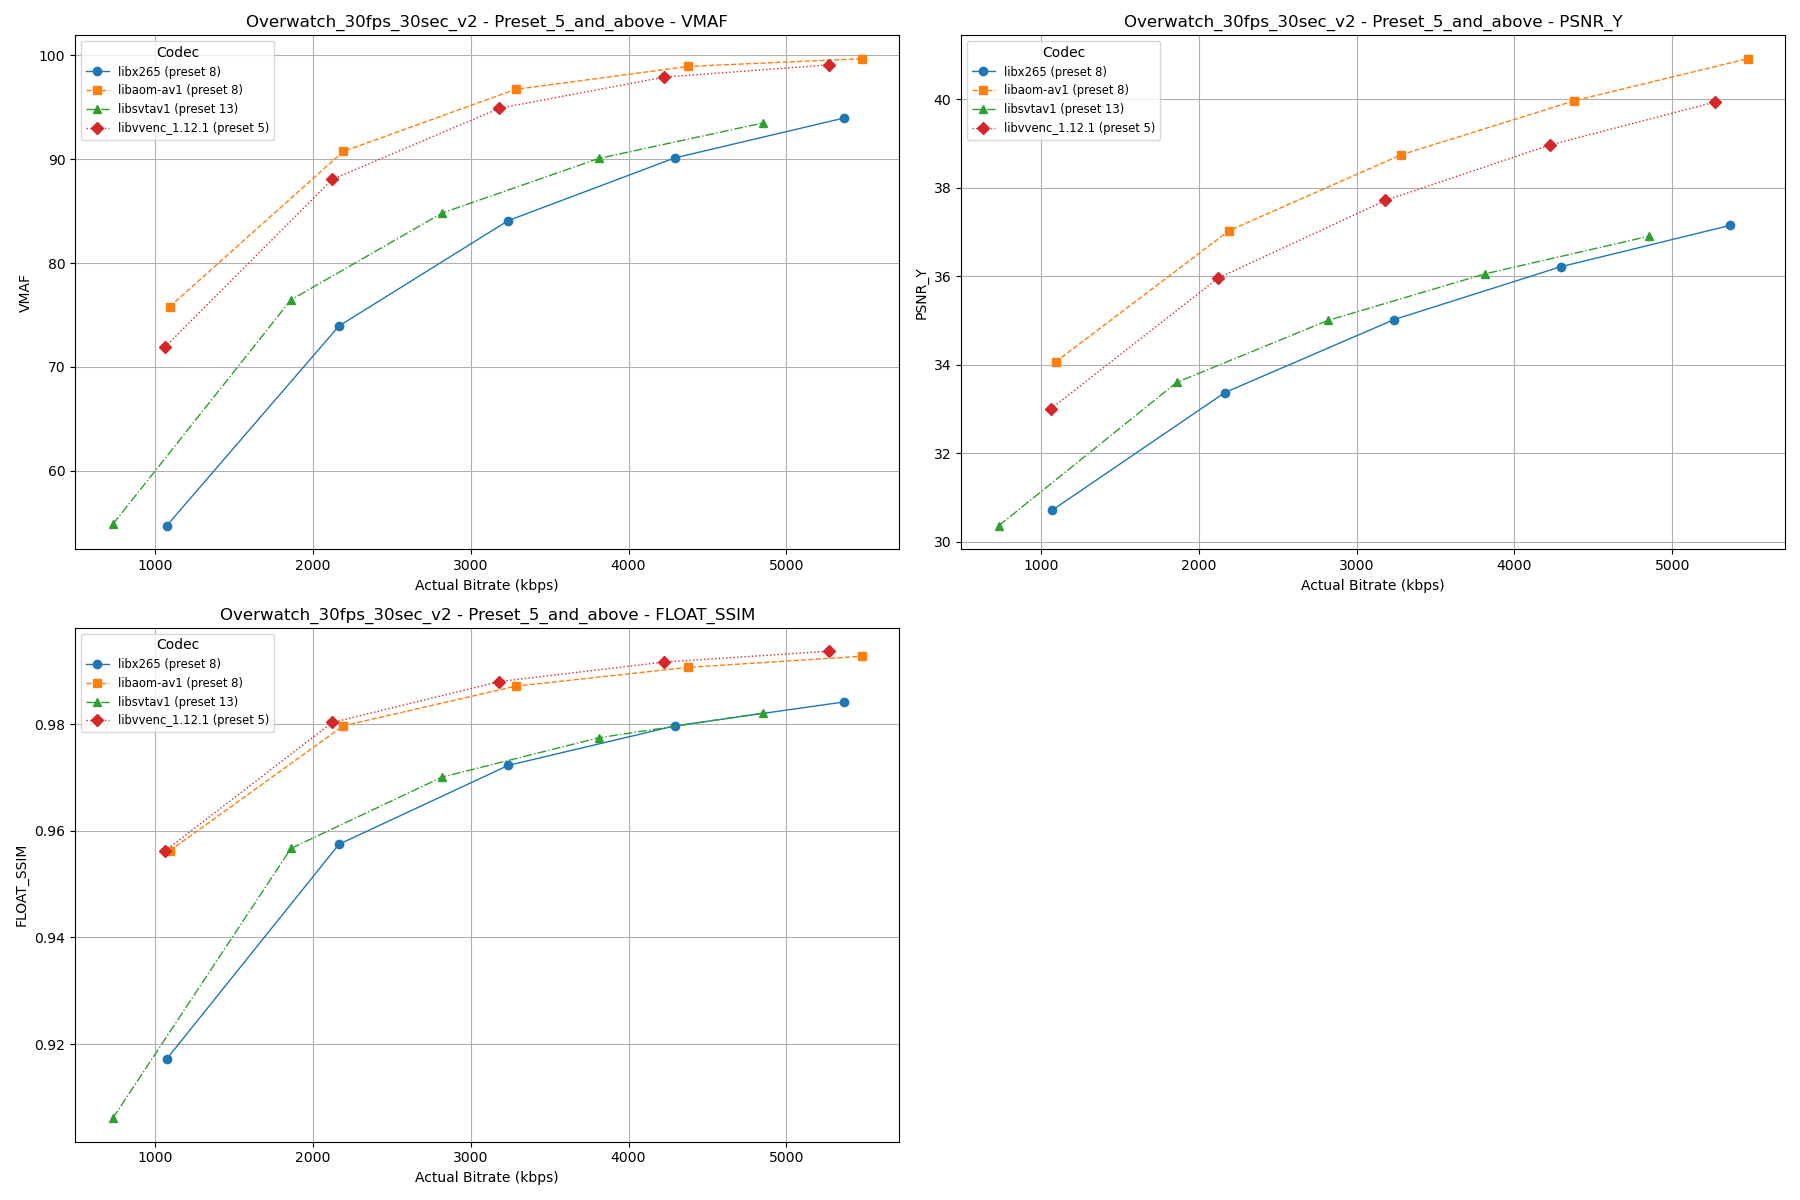 Overwatch_30fps_30sec_v2 - Preset_5_and_above - VMAF
Codec
libx265 (preset 8)
libaom-av1 (preset 8)
libsvtav1 (preset 13)
libvvenc_1.12.1 (preset 5)
100
90
80
70
60
VMAF
1000 2000 3000 4000 5000
Actual Bitrate (kbps)
Overwatch_30fps_30sec_v2 - Preset_5_and_above - PSNR_Y
Codec
libx265 (preset 8)
libaom-av1 (preset 8)
libsvtav1 (preset 13)
libvvenc_1.12.1 (preset 5)
40
38
36
34
32
30
PSNR_Y
1000 2000 3000 4000 5000
Actual Bitrate (kbps)
Overwatch_30fps_30sec_v2 - Preset_5_and_above - FLOAT_SSIM
Codec
libx265 (preset 8)
libaom-av1 (preset 8)
libsvtav1 (preset 13)
libvvenc_1.12.1 (preset 5)
0.98
0.96
0.94
0.92
FLOAT_SSIM
1000 2000 3000 4000 5000
Actual Bitrate (kbps)